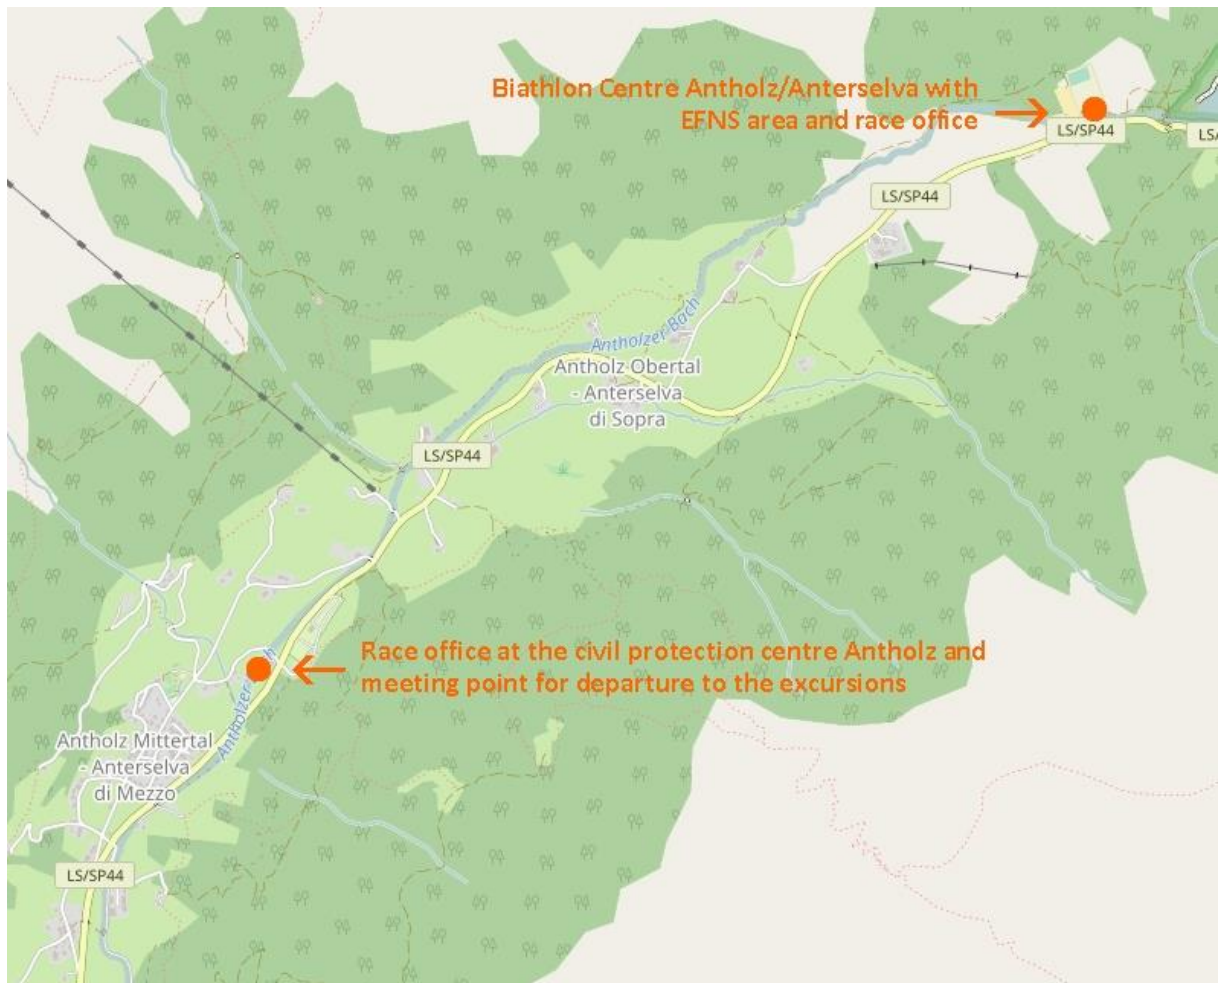 Biathlon Centre Antholz/Anterselva with
EFNS area and race office
LS/SP44
LS/
LS/SP44
Antholzer Bach
Antholz Obertal
- Anterselva
di Sopra
LS/SP44
Race office at the civil protection centre Antholz and
meeting point for departure to the excursions
Antholzer
Antholz Mittertal
- Anterselva
di Mezzo
LS/SP44